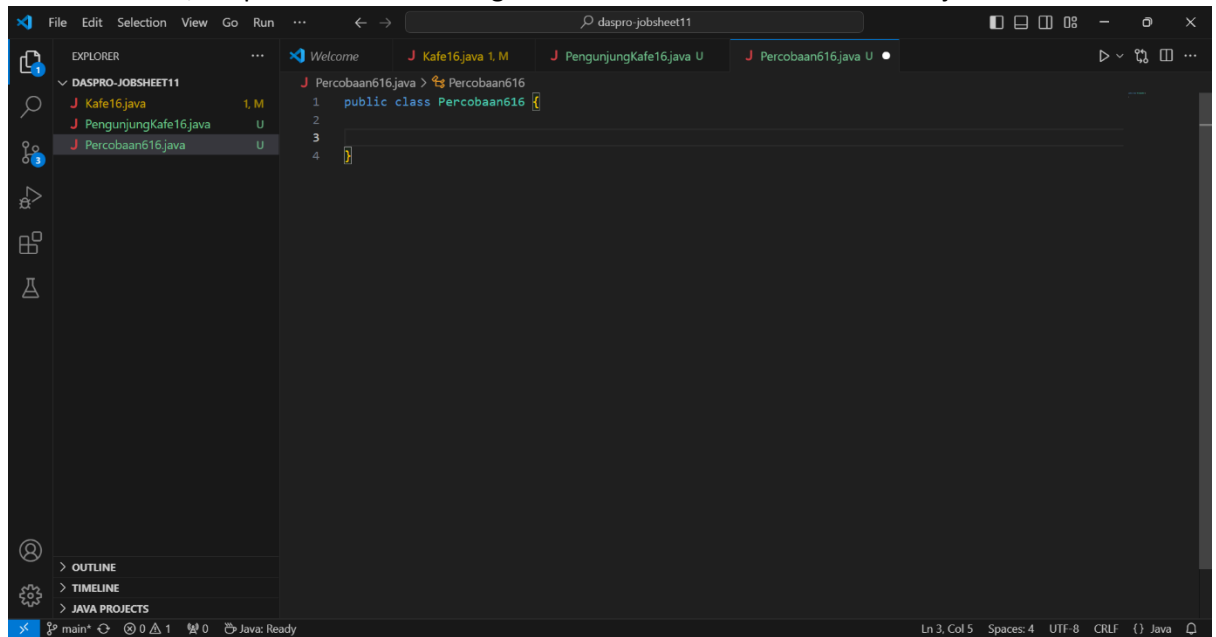 File Edit Selection View Go Run ··· ← → daspro-jobsheet11
EXPLORER ···
DASPRO-JOBSHEET11
J Kafe16.java 1, M
J PengunjungKafe16.java U
J Percobaan616.java U
OUTLINE
TIMELINE
JAVA PROJECTS
Welcome J Kafe16.java 1, M J PengunjungKafe16.java U J Percobaan616.java U ●
J Percobaan616.java > Percobaan616
1 public class Percobaan616 {
2
3
4 }
1
3
main* 0 1 0 Java: Ready Ln 3, Col 5 Spaces: 4 UTF-8 CRLF {} Java